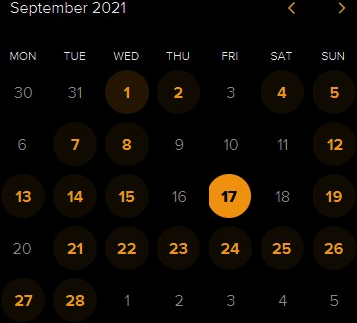 September 2021
MON TUE WED THU FRI SAT SUN
30 31 1 2 3 4 5
6 7 8 9 10 11 12
13 14 15 16 17 18 19
20 21 22 23 24 25 26
27 28 1 2 3 4 5